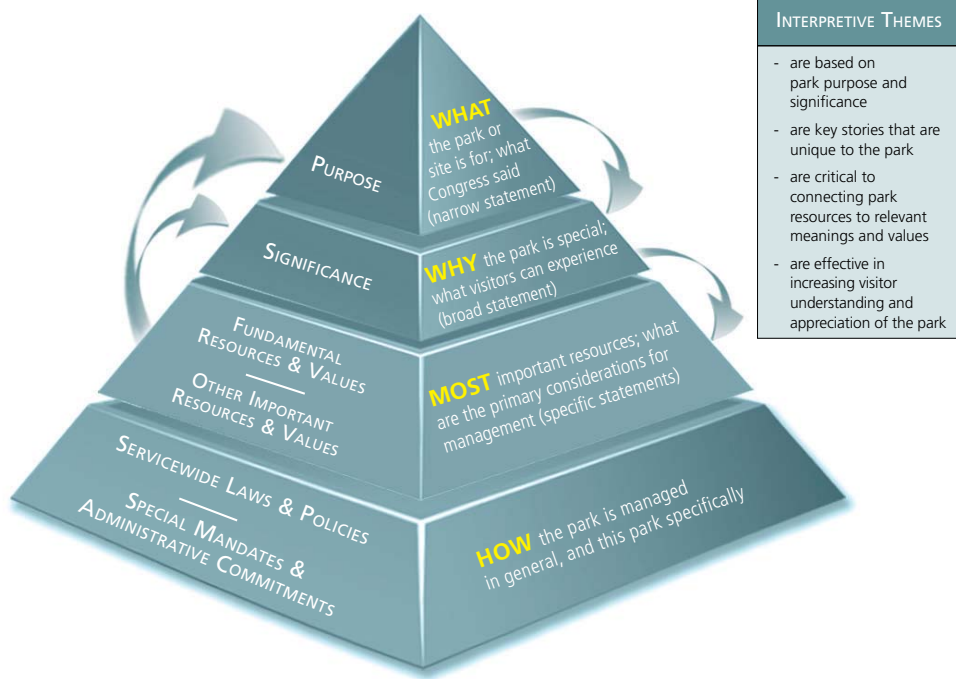 PURPOSE
WHAT
the park or
site is for; what
Congress said
(narrow statement)
SIGNIFICANCE
WHY the park is special;
what visitors can experience
(broad statement)
FUNDAMENTAL
RESOURCES & VALUES
OTHER IMPORTANT
RESOURCES & VALUES
MOST important resources; what
are the primary considerations for
management (specific statements)
SERVICEWIDE LAWS & POLICIES
SPECIAL MANDATES &
ADMINISTRATIVE COMMITMENTS
HOW the park is managed
in general, and this park specifically
INTERPRETIVE THEMES
- are based on
park purpose and
significance
- are key stories that are
unique to the park
- are critical to
connecting park
resources to relevant
meanings and values
- are effective in
increasing visitor
understanding and
appreciation of the park